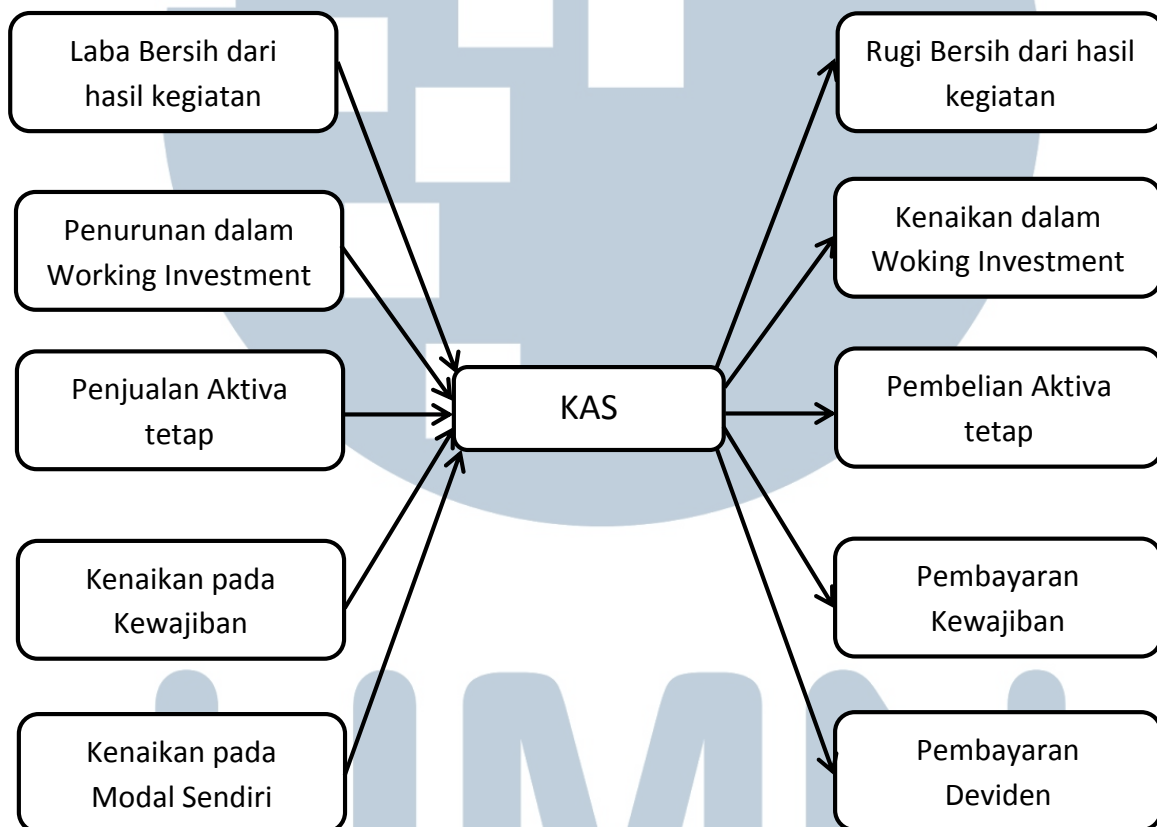 Laba Bersih dari
hasil kegiatan
Penurunan dalam
Working Investment
Penjualan Aktiva
tetap
Kenaikan pada
Kewajiban
Kenaikan pada
Modal Sendiri
KAS
Rugi Bersih dari hasil
kegiatan
Kenaikan dalam
Woking Investment
Pembelian Aktiva
tetap
Pembayaran
Kewajiban
Pembayaran
Deviden